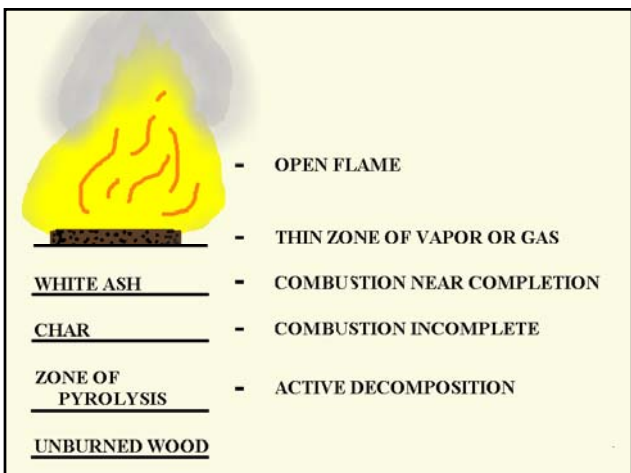 - OPEN FLAME
- THIN ZONE OF VAPOR OR GAS
WHITE ASH - COMBUSTION NEAR COMPLETION
CHAR - COMBUSTION INCOMPLETE
ZONE OF
PYROLYSIS - ACTIVE DECOMPOSITION
UNBURNED WOOD